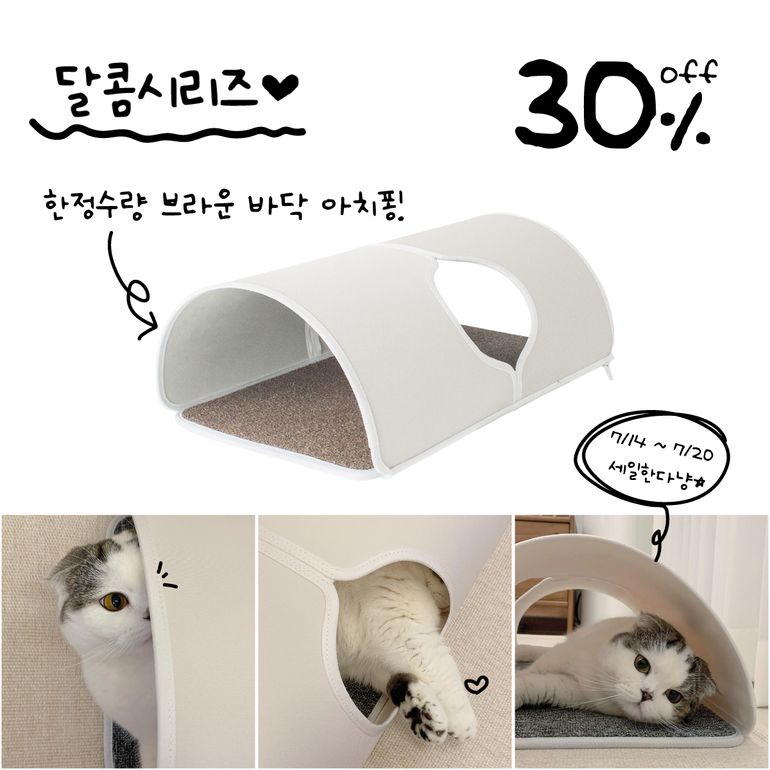 달콤시리즈♥
30% off
한정수량 브라운 바닥 아치퐁!
7/14 ~ 7/20
세일한다냥☆